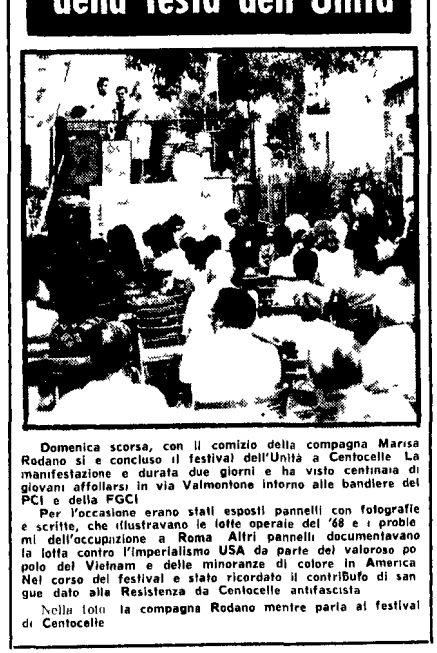 della festa dell'Unità
Domenica scorsa, con il comizio della compagna Marisa
Rodano si e concluso il festival dell'Unità a Centocelle La
manifestazione e durata due giorni e ha visto centinaia di
giovani affollarsi in via Valmontone intorno alle bandiere del
PCI e della FGCI
Per l'occasione erano stati esposti pannelli con fotografie
e scritte, che illustravano le lotte operaie del '68 e i proble
mi dell'occupazione a Roma Altri pannelli documentavano
la lotta contro l'imperialismo USA da parte del valoroso po
polo del Vietnam e delle minoranze di colore in America
Nel corso del festival e stato ricordato il contributo di san
gue dato alla Resistenza da Centocelle antifascista
Nella foto la compagna Rodano mentre parla al festival
di Centocelle